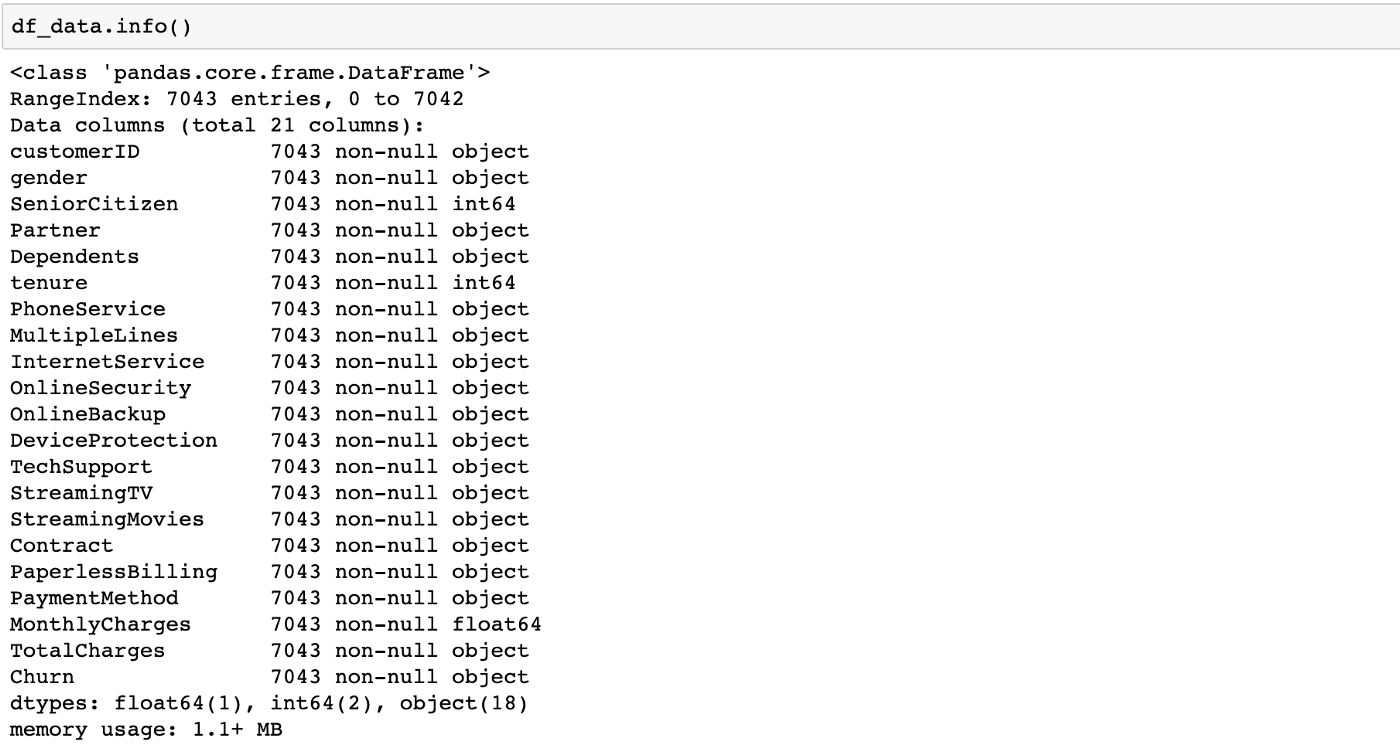 df_data.info()
<class 'pandas.core.frame.DataFrame'>
RangeIndex: 7043 entries, 0 to 7042
Data columns (total 21 columns):
customerID          7043 non-null object
gender              7043 non-null object
SeniorCitizen       7043 non-null int64
Partner             7043 non-null object
Dependents          7043 non-null object
tenure              7043 non-null int64
PhoneService        7043 non-null object
MultipleLines       7043 non-null object
InternetService     7043 non-null object
OnlineSecurity      7043 non-null object
OnlineBackup        7043 non-null object
DeviceProtection    7043 non-null object
TechSupport         7043 non-null object
StreamingTV         7043 non-null object
StreamingMovies     7043 non-null object
Contract            7043 non-null object
PaperlessBilling    7043 non-null object
PaymentMethod       7043 non-null object
MonthlyCharges      7043 non-null float64
TotalCharges        7043 non-null object
Churn               7043 non-null object
dtypes: float64(1), int64(2), object(18)
memory usage: 1.1+ MB